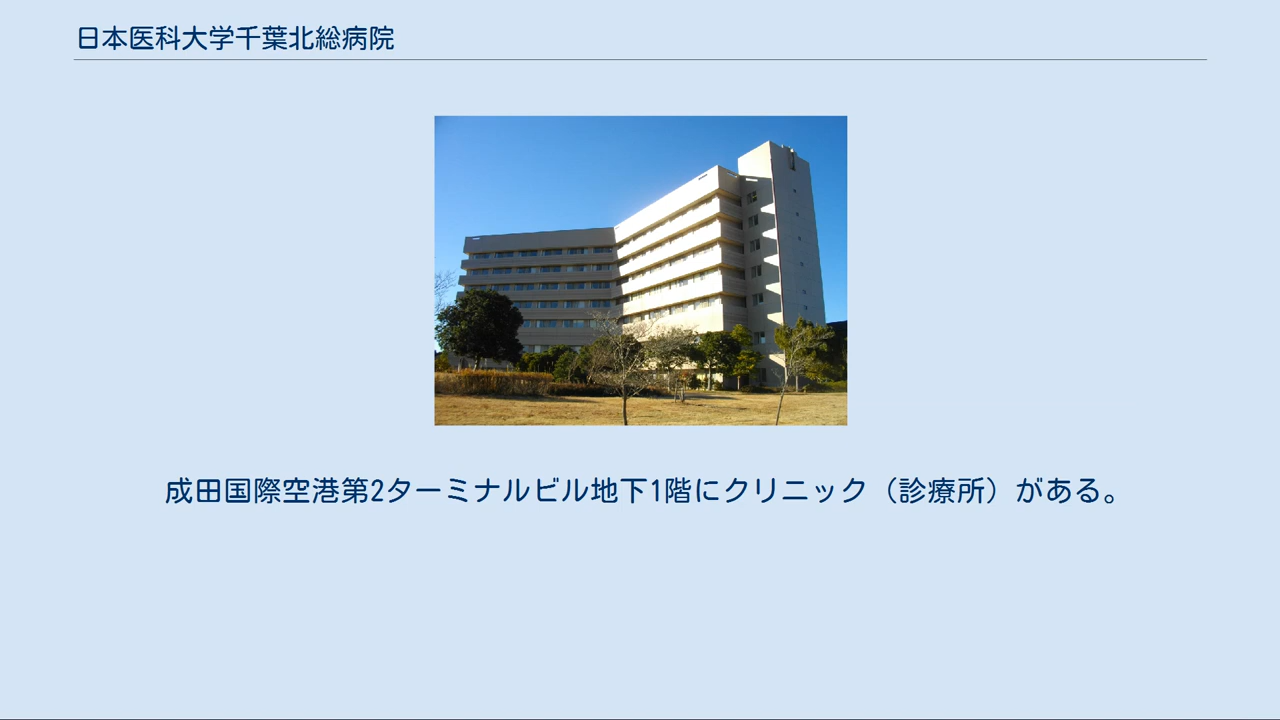 日本医科大学千葉北総病院
成田国際空港第2ターミナルビル地下1階にクリニック（診療所）がある。